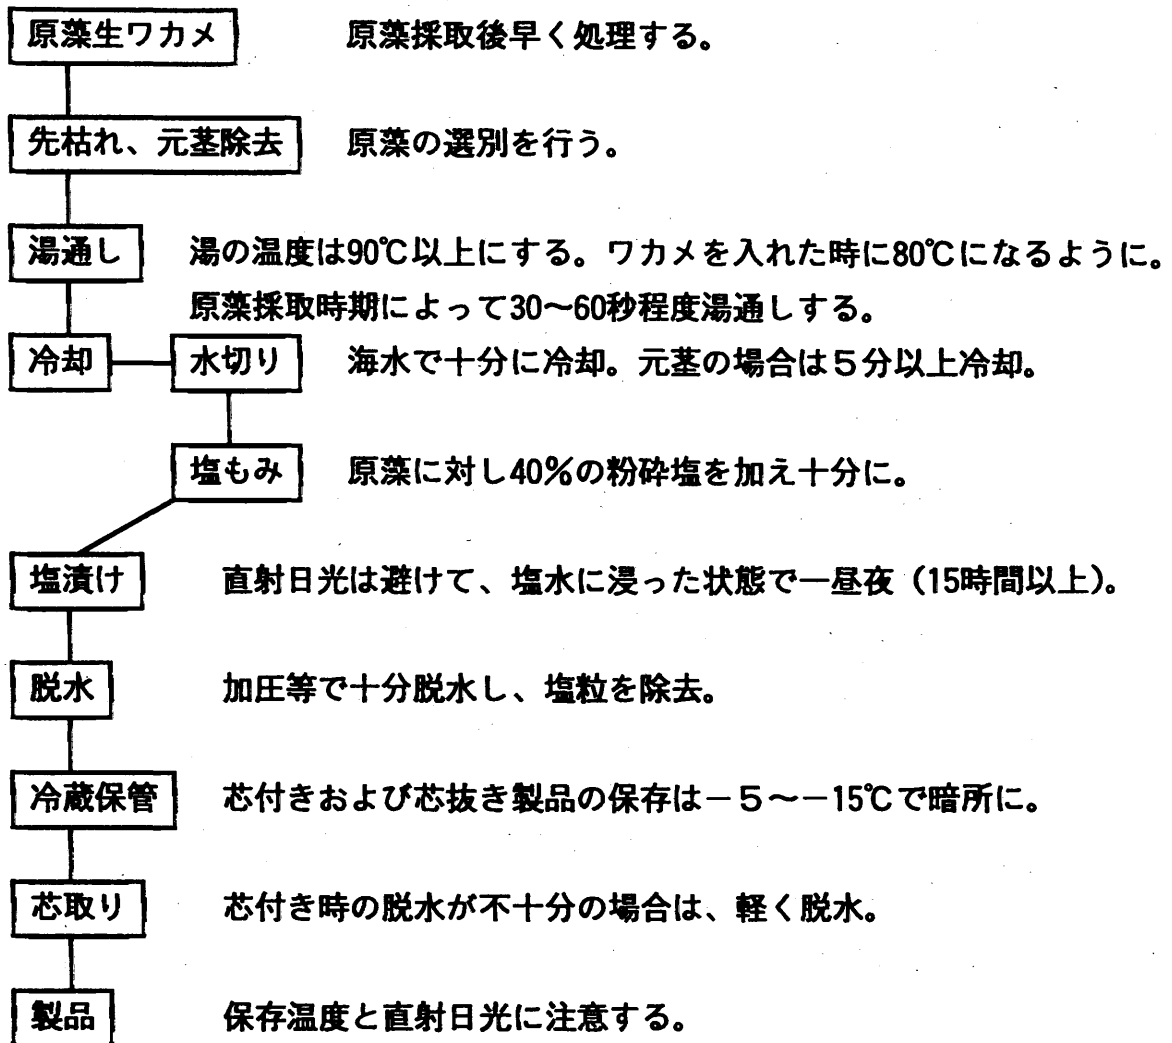 原藻生ワカメ 原藻採取後早く処理する。
先枯れ、元茎除去 原藻の選別を行う。
湯通し 湯の温度は90℃以上にする。ワカメを入れた時に80℃になるように。
原藻採取時期によって30〜60秒程度湯通しする。
冷却 水切り 海水で十分に冷却。元茎の場合は5分以上冷却。
塩もみ 原藻に対し40%の粉砕塩を加え十分に。
塩漬け 直射日光は避けて、塩水に浸った状態で一昼夜(15時間以上)。
脱水 加圧等で十分脱水し、塩粒を除去。
冷蔵保管 芯付きおよび芯抜き製品の保存は−5〜−15℃で暗所に。
芯取り 芯付き時の脱水が不十分の場合は、軽く脱水。
製品 保存温度と直射日光に注意する。